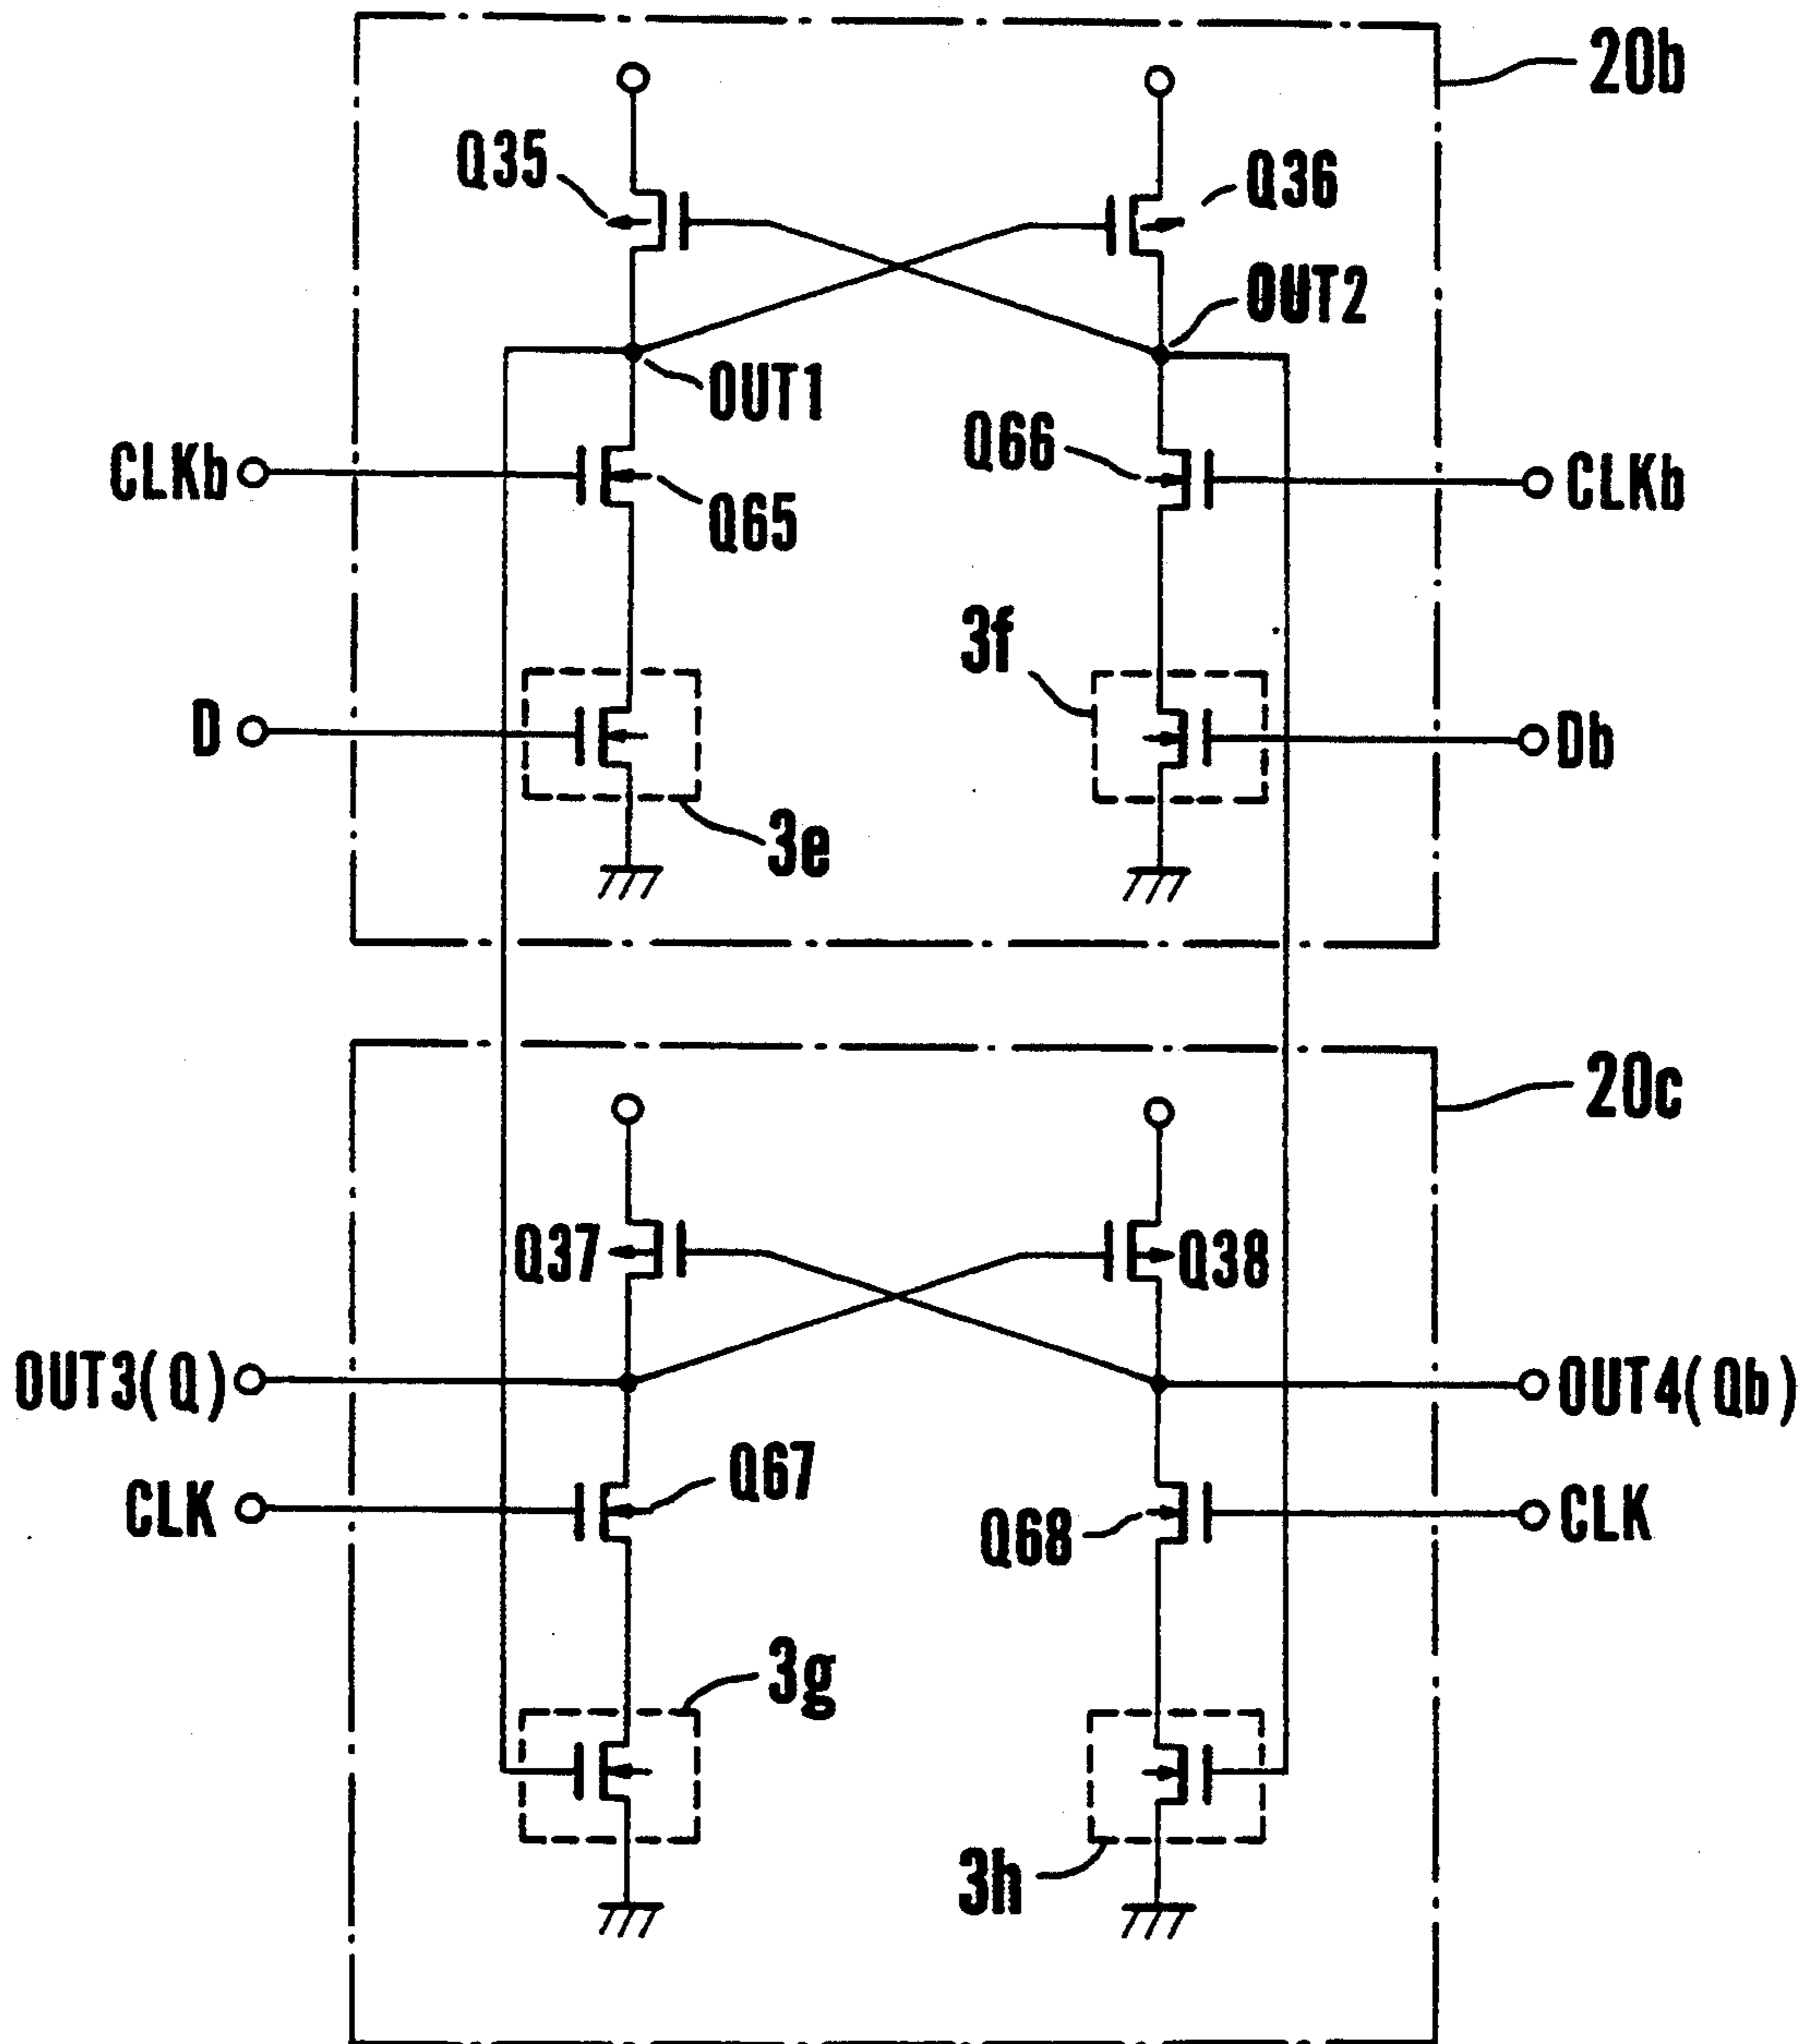 20b
Q35
Q36
OUT2
OUT1
CLKb
Q66
CLKb
Q65
3f
D
Db
3e
20c
Q37
Q38
OUT3(Q)
OUT4(Qb)
Q67
CLK
Q68
CLK
3g
3h